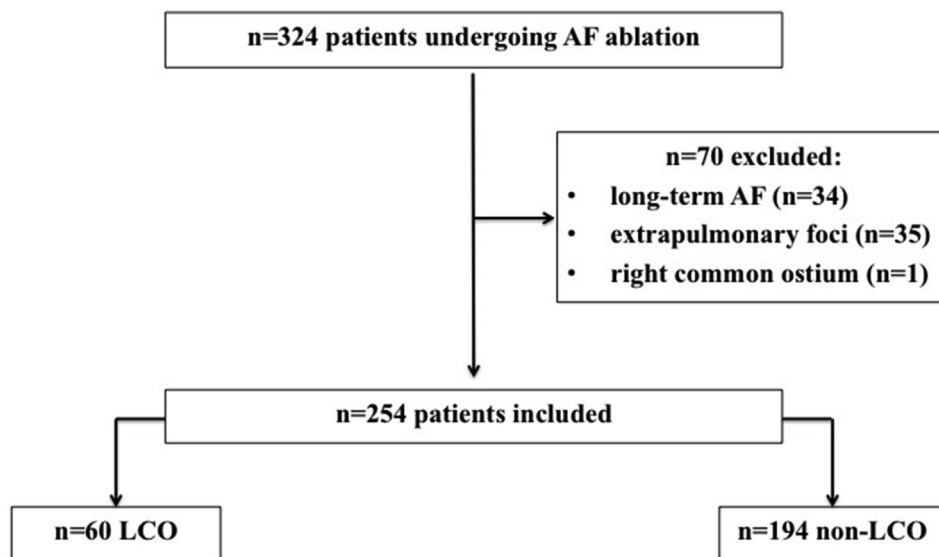 n=324 patients undergoing AF ablation
n=70 excluded:
• long-term AF (n=34)
• extrapulmonary foci (n=35)
• right common ostium (n=1)
n=254 patients included
n=60 LCO
n=194 non-LCO